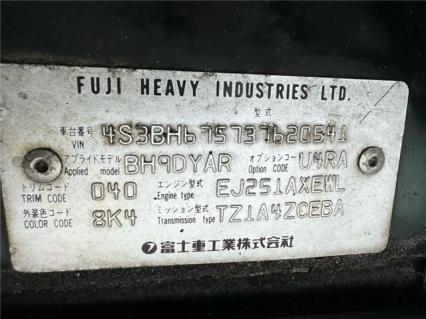 FUJI HEAVY INDUSTRIES LTD.
型式
車台番号 VIN 4S3BH675737620541
アプライドモデル Applied model BH9DYAR オプションコード Option CODE U4RA
トリムコード TRIM CODE 040 エンジン型式 Engine type EJ251AXEWL
外装色コード COLOR CODE 8K4 ミッション型式 Transmission type TZ1A4ZCEBA
富士重工業株式会社